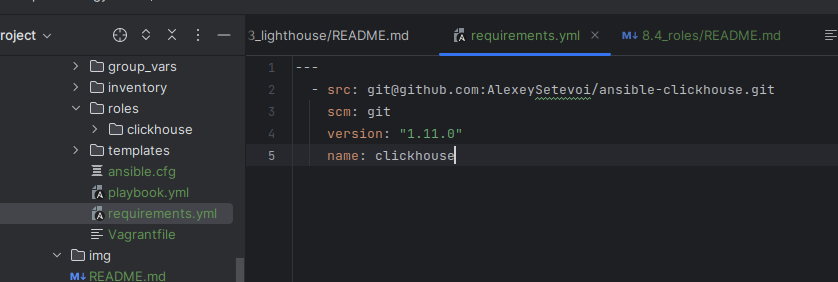 roject
group_vars
inventory
roles
clickhouse
templates
ansible.cfg
playbook.yml
requirements.yml
Vagrantfile
img
M↓ README.md
3_lighthouse/README.md
requirements.yml
M↓ 8.4_roles/README.md
1 ---
2 - src: git@github.com:AlexeySetevoi/ansible-clickhouse.git
3 scm: git
4 version: "1.11.0"
5 name: clickhouse